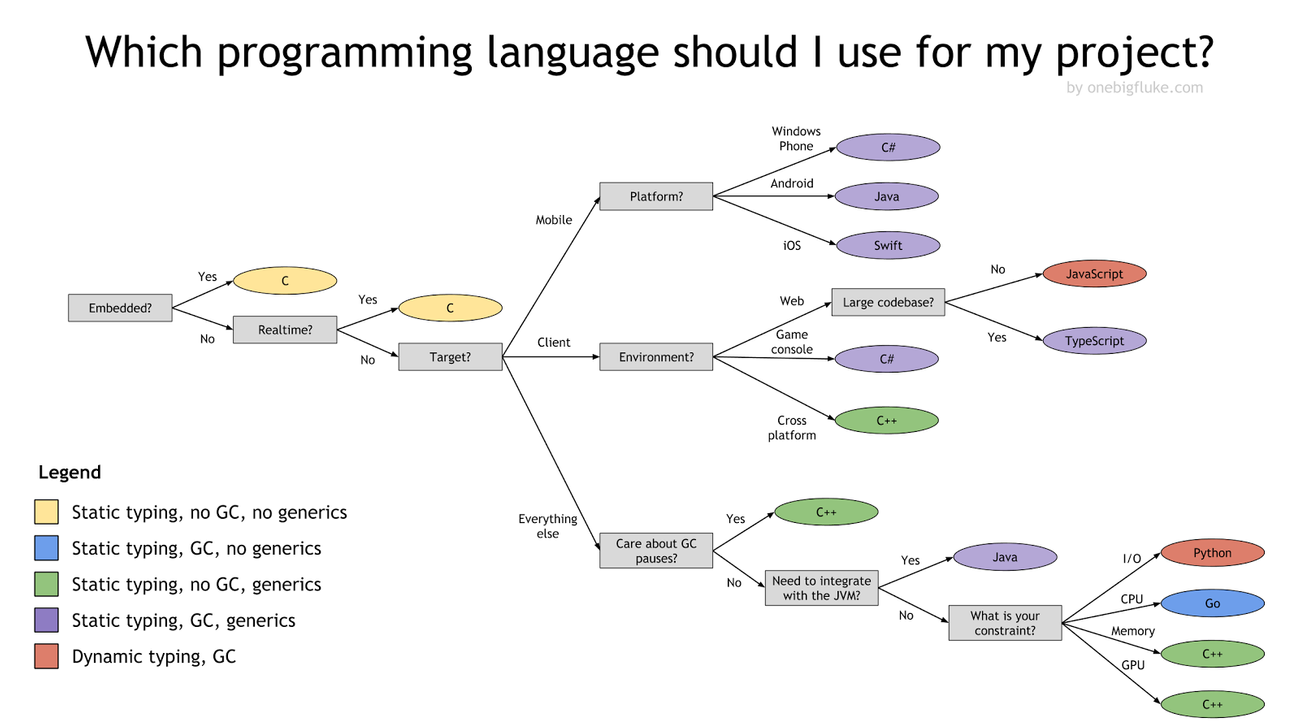 Which programming language should I use for my project?
by onebigfluke.com
Windows
Phone
C#
Platform?
Android
Java
Mobile
iOS
Swift
Yes
C
No
JavaScript
Embedded?
Yes
C
Web
Large codebase?
No
Realtime?
Game
console
Yes
TypeScript
No
Target?
Client
Environment?
C#
Cross
platform
C++
Legend
Static typing, no GC, no generics
Static typing, GC, no generics
Static typing, no GC, generics
Static typing, GC, generics
Dynamic typing, GC
Everything
else
Care about GC
pauses?
Yes
C++
No
Need to integrate
with the JVM?
Yes
Java
No
What is your
constraint?
I/O
Python
CPU
Go
Memory
C++
GPU
C++